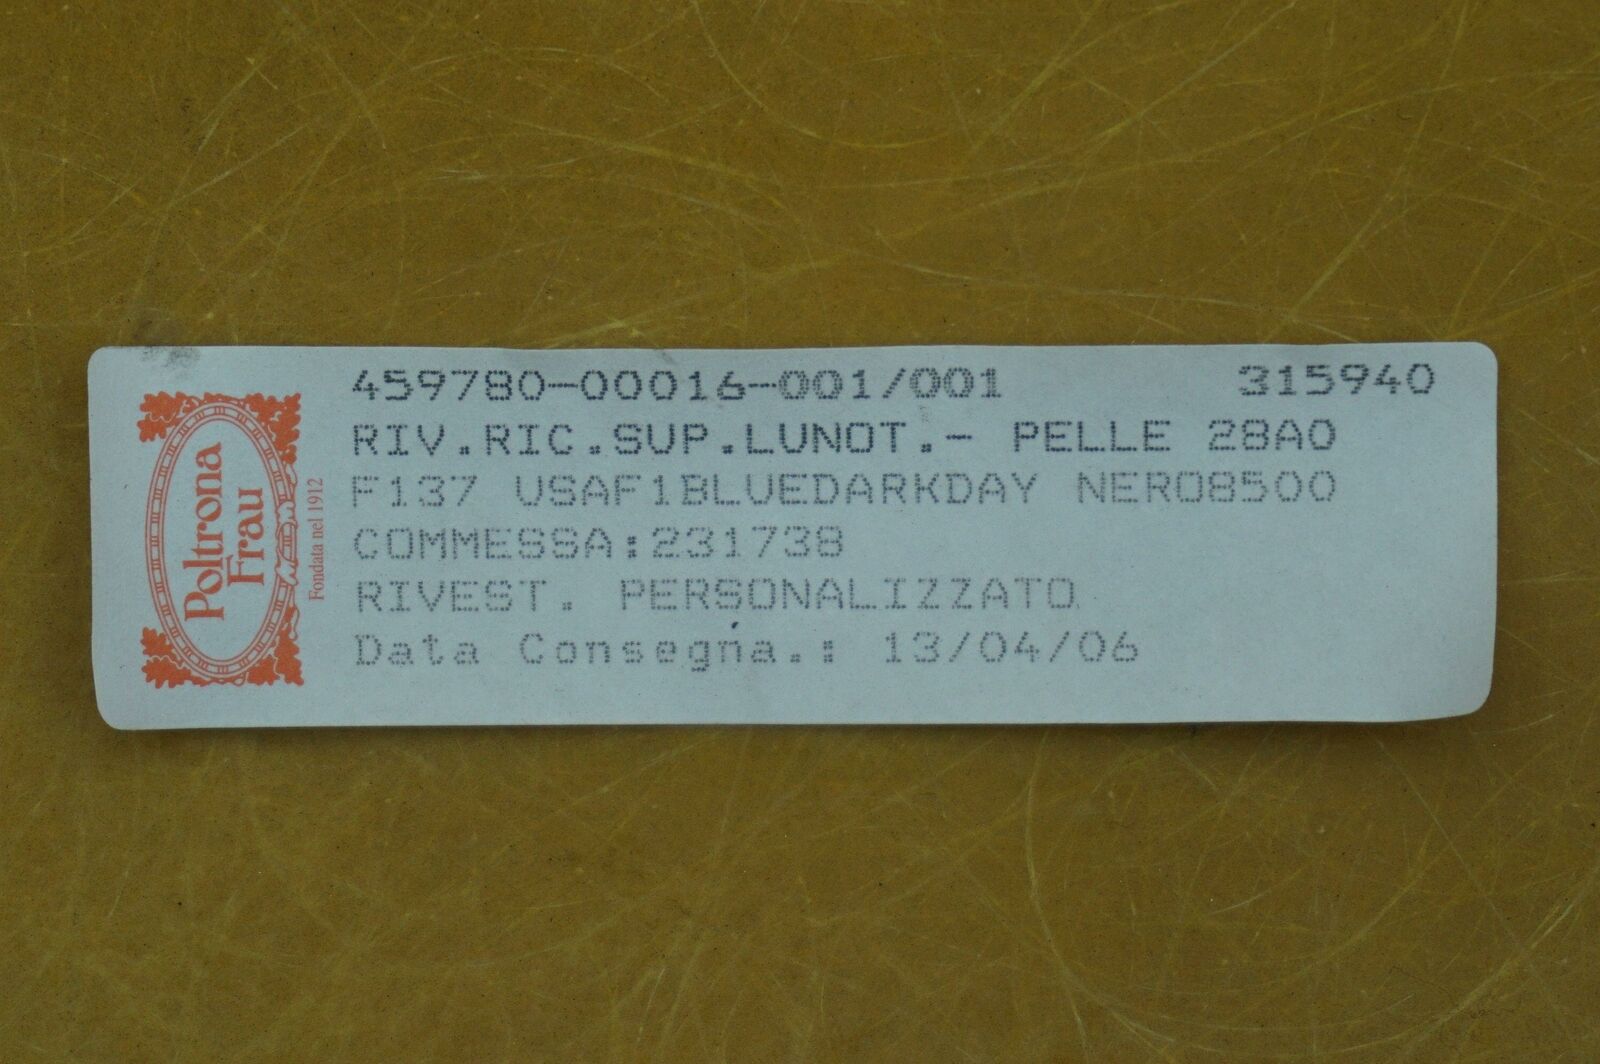 Poltrona
Frau
Fondata nel 1912
459780-00016-001/001 315940
RIV.RIC.SUP.LUNOT.- PELLE 28A0
F137 USAF1BLUEDARKDAY NERO8500
COMMESSA:231738
RIVEST. PERSONALIZZATO
Data Consegna.: 13/04/06